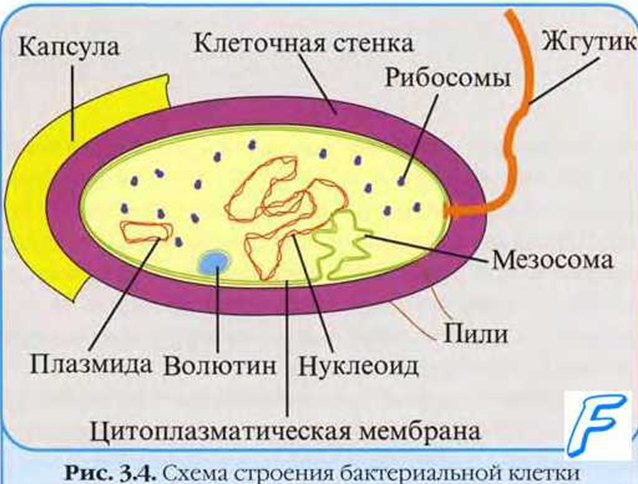 Капсула
Клеточная стенка
Жгутик
Рибосомы
Мезосома
Пили
Плазмида Волютин Нуклеоид
Цитоплазматическая мембрана
F
Рис. 3.4. Схема строения бактериальной клетки